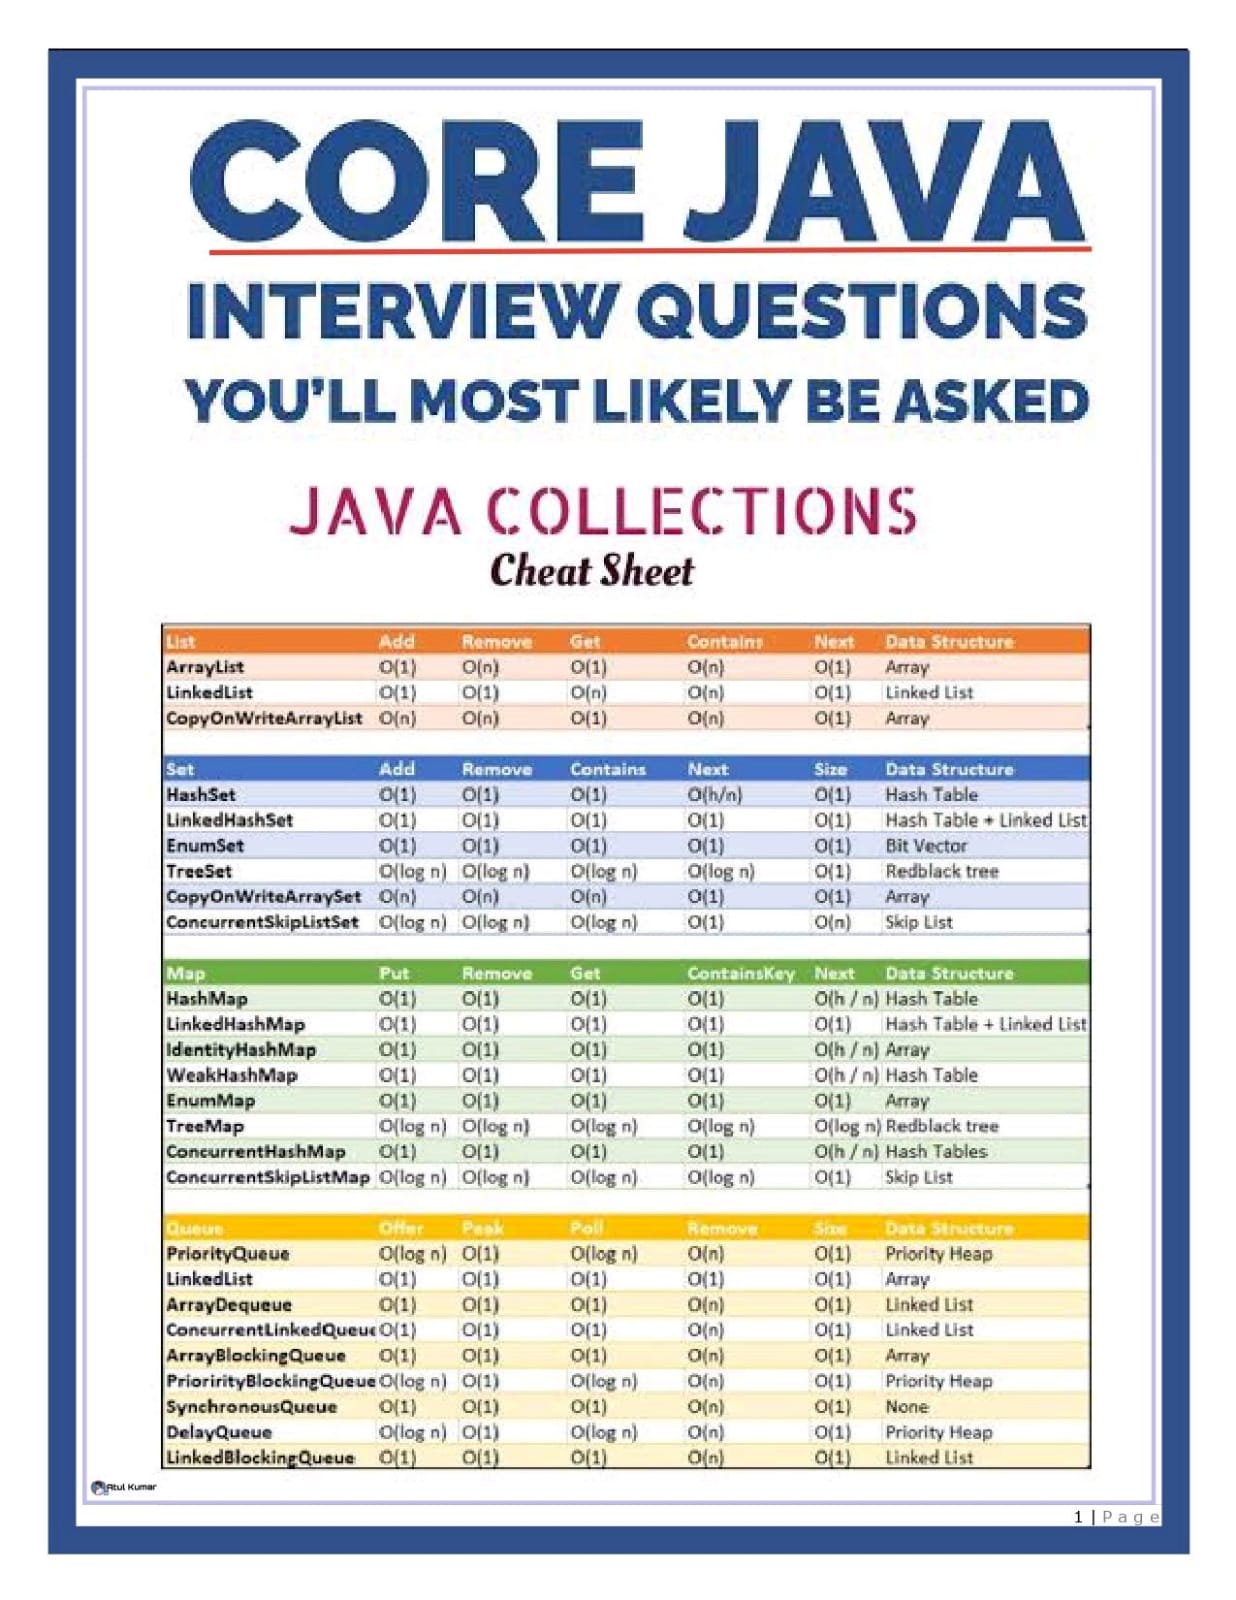 CORE JAVA
INTERVIEW QUESTIONS
YOU'LL MOST LIKELY BE ASKED
JAVA COLLECTIONS
Cheat Sheet
List Add Remove Get Contains Next Data Structure
ArrayList O(1) O(n) O(1) O(n) O(1) Array
LinkedList O(1) O(1) O(n) O(n) O(1) Linked List
CopyOnWriteArrayList O(n) O(n) O(1) O(n) O(1) Array
Set Add Remove Contains Next Size Data Structure
HashSet O(1) O(1) O(1) O(h/n) O(1) Hash Table
LinkedHashSet O(1) O(1) O(1) O(1) O(1) Hash Table + Linked List
EnumSet O(1) O(1) O(1) O(1) O(1) Bit Vector
TreeSet O(log n) O(log n) O(log n) O(log n) O(1) Redblack tree
CopyOnWriteArraySet O(n) O(n) O(n) O(1) O(1) Array
ConcurrentSkipListSet O(log n) O(log n) O(log n) O(1) O(n) Skip List
Map Put Remove Get ContainsKey Next Data Structure
HashMap O(1) O(1) O(1) O(1) O(h / n) Hash Table
LinkedHashMap O(1) O(1) O(1) O(1) O(1) Hash Table + Linked List
IdentityHashMap O(1) O(1) O(1) O(1) O(h / n) Array
WeakHashMap O(1) O(1) O(1) O(1) O(h / n) Hash Table
EnumMap O(1) O(1) O(1) O(1) O(1) Array
TreeMap O(log n) O(log n) O(log n) O(log n) O(log n) Redblack tree
ConcurrentHashMap O(1) O(1) O(1) O(1) O(h / n) Hash Tables
ConcurrentSkipListMap O(log n) O(log n) O(log n) O(log n) O(1) Skip List
Queue Offer Peak Poll Remove Size Data Structure
PriorityQueue O(log n) O(1) O(log n) O(n) O(1) Priority Heap
LinkedList O(1) O(1) O(1) O(1) O(1) Array
ArrayDequeue O(1) O(1) O(1) O(n) O(1) Linked List
ConcurrentLinkedQueue O(1) O(1) O(1) O(n) O(1) Linked List
ArrayBlockingQueue O(1) O(1) O(1) O(n) O(1) Array
PriorirityBlockingQueue O(log n) O(1) O(log n) O(n) O(1) Priority Heap
SynchronousQueue O(1) O(1) O(1) O(n) O(1) None
DelayQueue O(log n) O(1) O(log n) O(n) O(1) Priority Heap
LinkedBlockingQueue O(1) O(1) O(1) O(n) O(1) Linked List
Atul Kumar
1 | Page